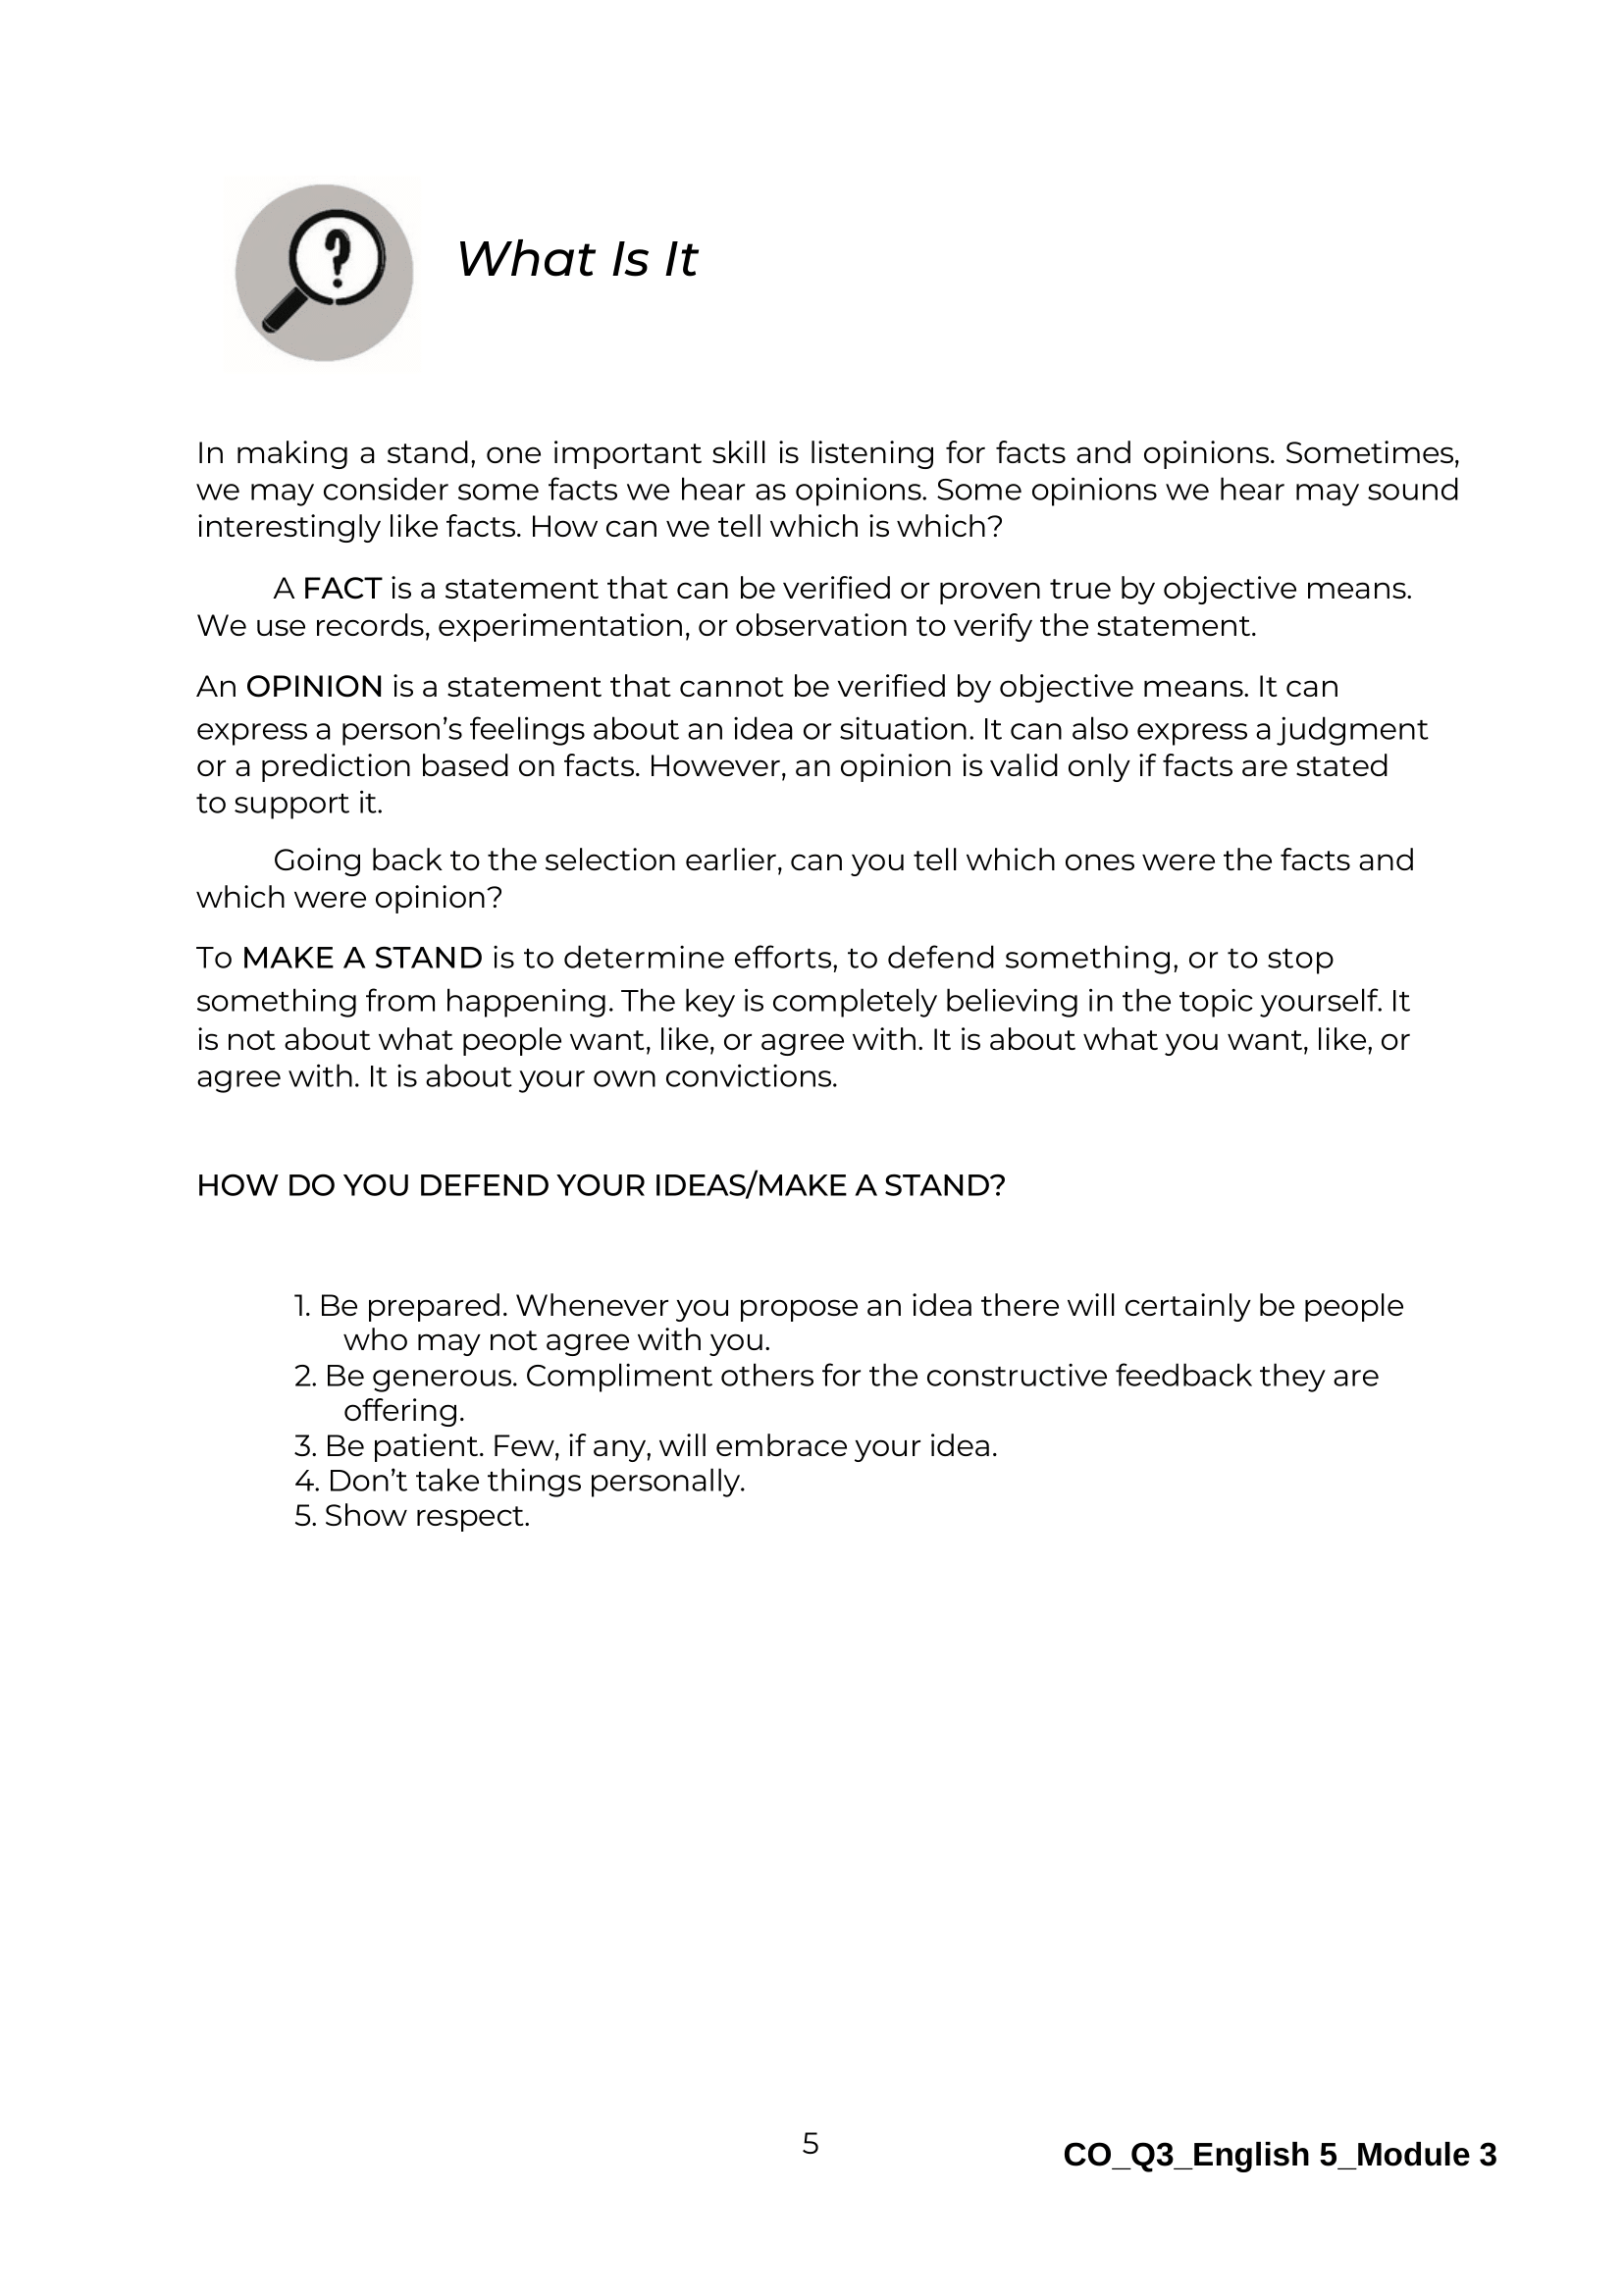 ?
What Is It
In making a stand, one important skill is listening for facts and opinions. Sometimes,
we may consider some facts we hear as opinions. Some opinions we hear may sound
interestingly like facts. How can we tell which is which?
A FACT is a statement that can be verified or proven true by objective means.
We use records, experimentation, or observation to verify the statement.
An OPINION is a statement that cannot be verified by objective means. It can
express a person’s feelings about an idea or situation. It can also express a judgment
or a prediction based on facts. However, an opinion is valid only if facts are stated
to support it.
Going back to the selection earlier, can you tell which ones were the facts and
which were opinion?
To MAKE A STAND is to determine efforts, to defend something, or to stop
something from happening. The key is completely believing in the topic yourself. It
is not about what people want, like, or agree with. It is about what you want, like, or
agree with. It is about your own convictions.
HOW DO YOU DEFEND YOUR IDEAS/MAKE A STAND?
1. Be prepared. Whenever you propose an idea there will certainly be people
who may not agree with you.
2. Be generous. Compliment others for the constructive feedback they are
offering.
3. Be patient. Few, if any, will embrace your idea.
4. Don’t take things personally.
5. Show respect.
5
CO_Q3_English 5_Module 3